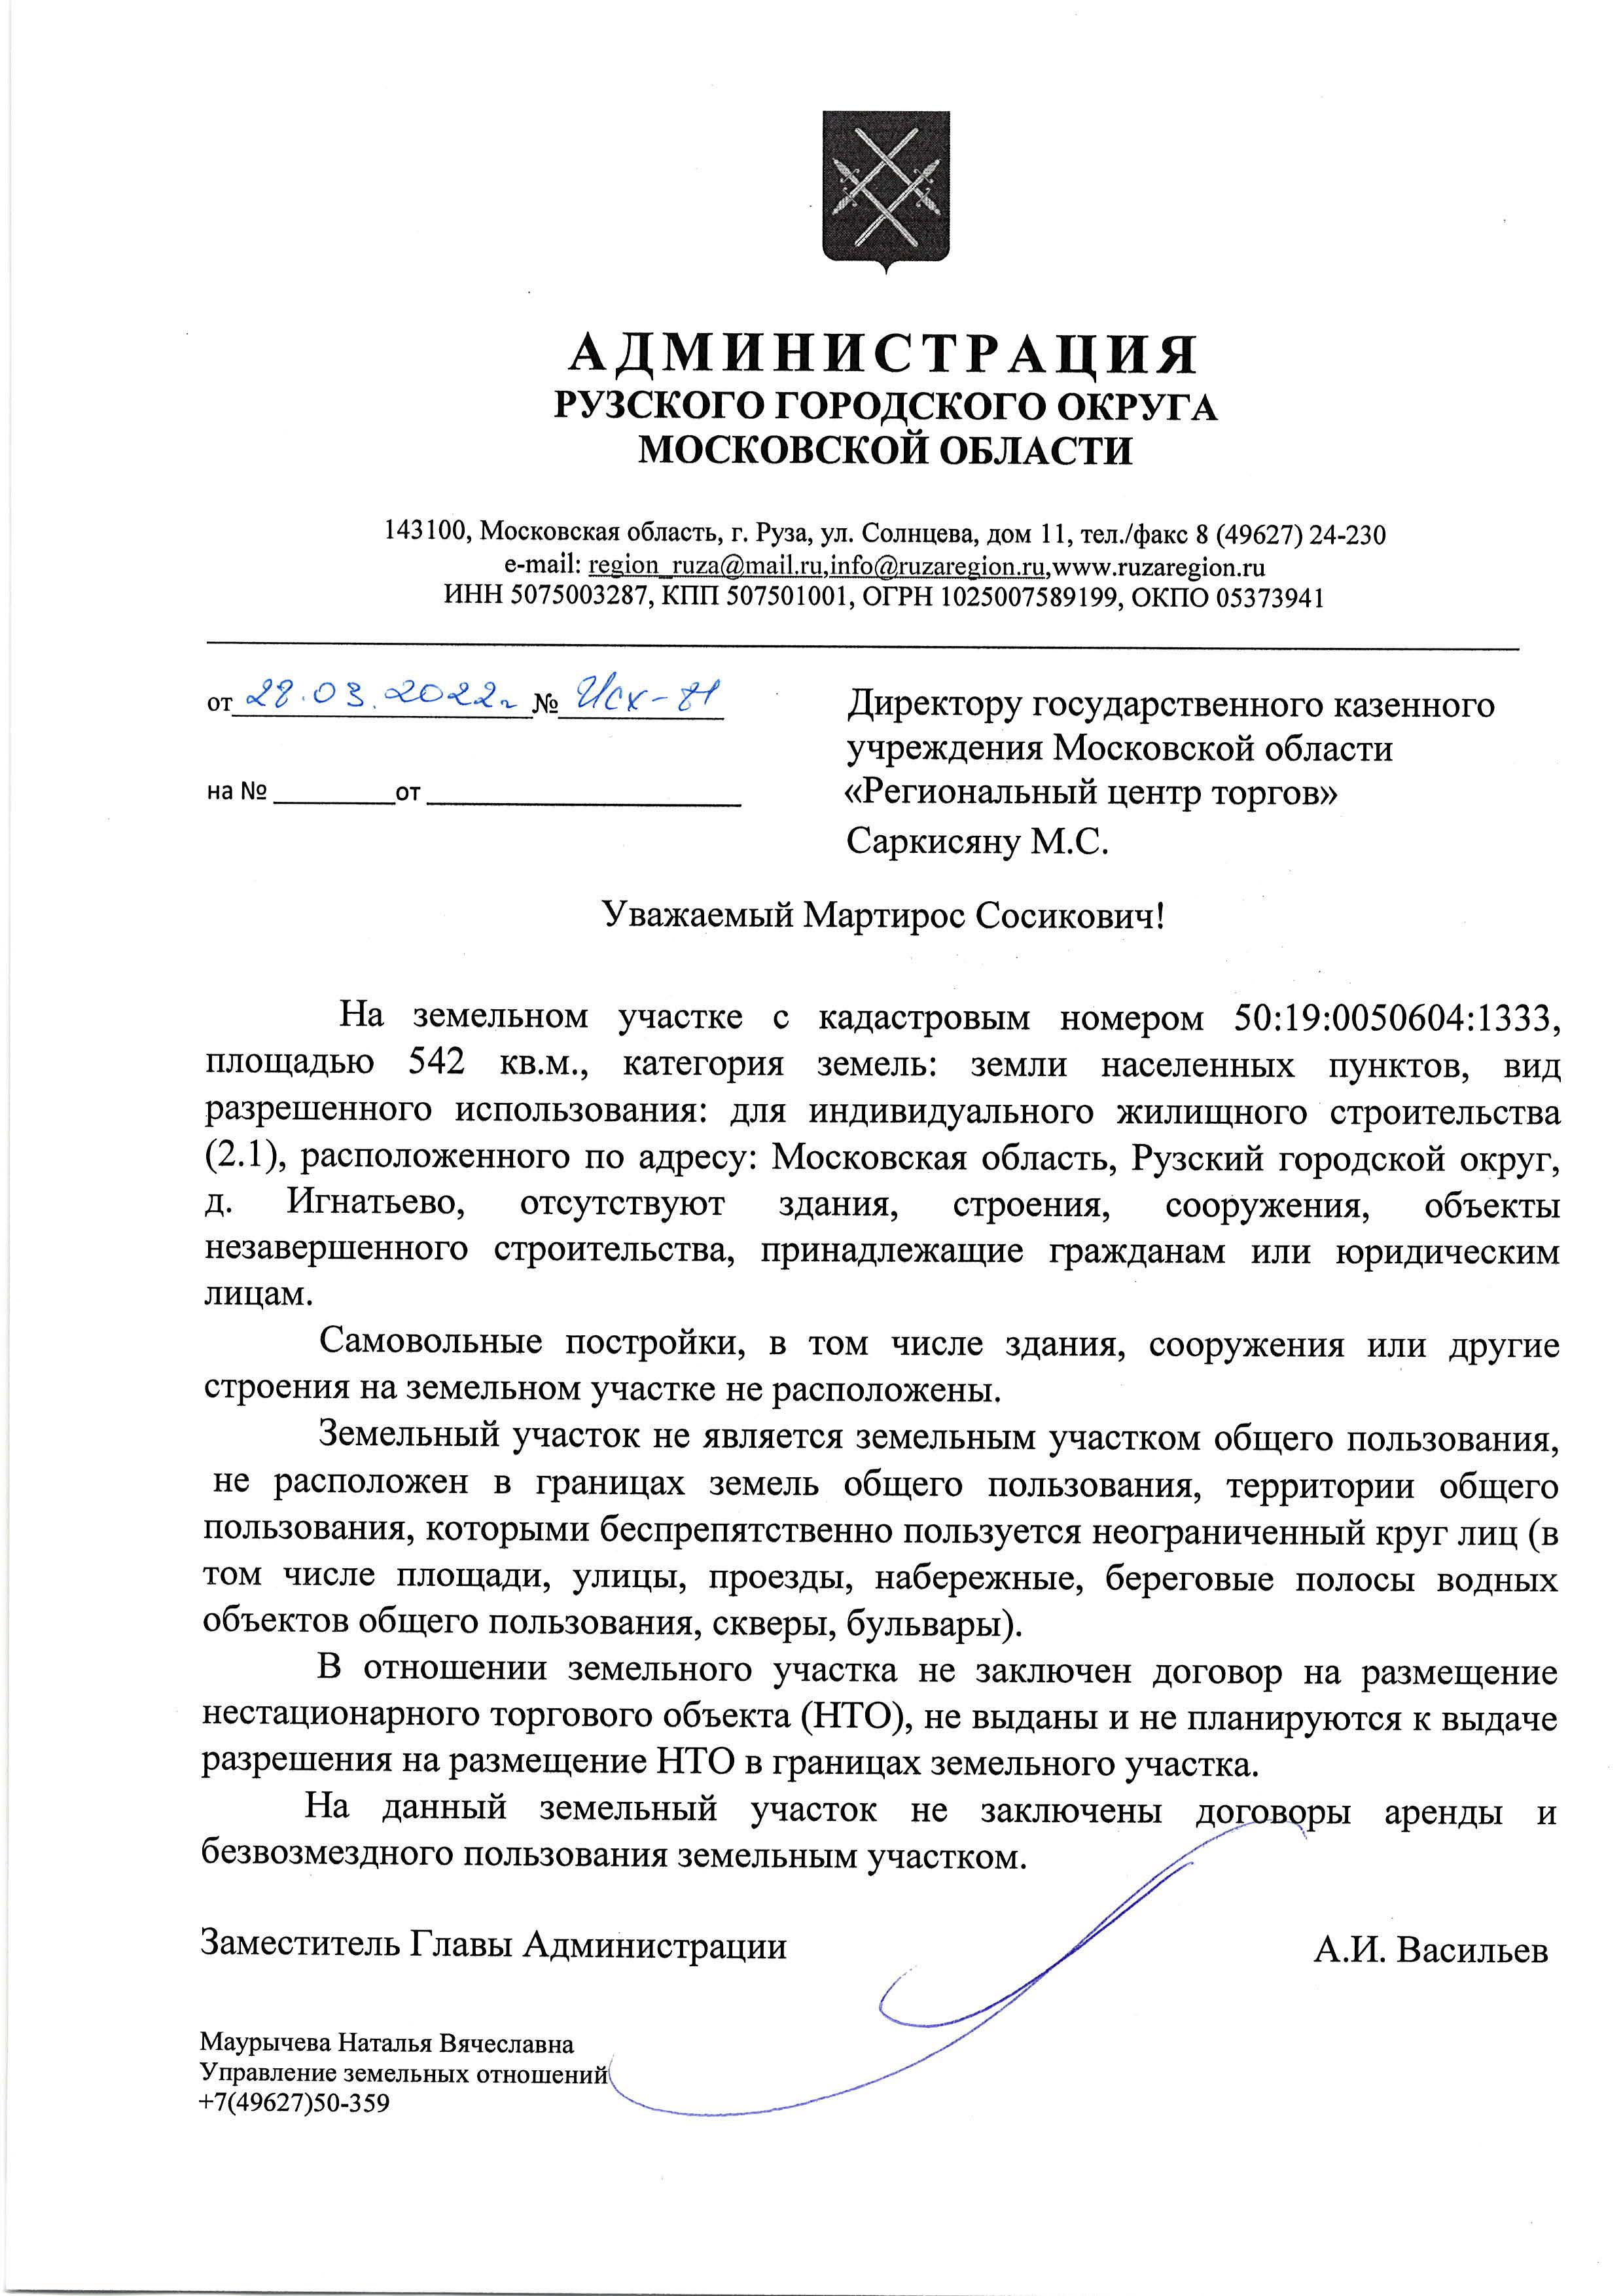 АДМИНИСТРАЦИЯ
РУЗСКОГО ГОРОДСКОГО ОКРУГА
МОСКОВСКОЙ ОБЛАСТИ
143100, Московская область, г. Руза, ул. Солнцева, дом 11, тел./факс 8 (49627) 24-230
e-mail: region_ruza@mail.ru,info@ruzaregion.ru,www.ruzaregion.ru
ИНН 5075003287, КПП 507501001, ОГРН 1025007589199, ОКПО 05373941
от 28.03.2022г № Исх-81
на № _________от _______________________
Директору государственного казенного
учреждения Московской области
«Региональный центр торгов»
Саркисяну М.С.
Уважаемый Мартирос Сосикович!
На земельном участке с кадастровым номером 50:19:0050604:1333,
площадью 542 кв.м., категория земель: земли населенных пунктов, вид
разрешенного использования: для индивидуального жилищного строительства
(2.1), расположенного по адресу: Московская область, Рузский городской округ,
д. Игнатьево, отсутствуют здания, строения, сооружения, объекты
незавершенного строительства, принадлежащие гражданам или юридическим
лицам.
Самовольные постройки, в том числе здания, сооружения или другие
строения на земельном участке не расположены.
Земельный участок не является земельным участком общего пользования,
не расположен в границах земель общего пользования, территории общего
пользования, которыми беспрепятственно пользуется неограниченный круг лиц (в
том числе площади, улицы, проезды, набережные, береговые полосы водных
объектов общего пользования, скверы, бульвары).
В отношении земельного участка не заключен договор на размещение
нестационарного торгового объекта (НТО), не выданы и не планируются к выдаче
разрешения на размещение НТО в границах земельного участка.
На данный земельный участок не заключены договоры аренды и
безвозмездного пользования земельным участком.
Заместитель Главы Администрации А.И. Васильев
Маурычева Наталья Вячеславна
Управление земельных отношений
+7(49627)50-359